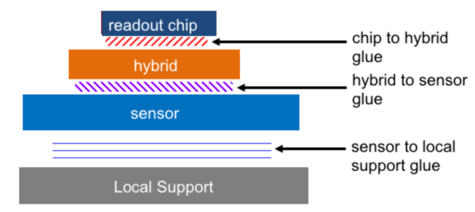 readout chip
chip to hybrid
glue
hybrid
hybrid to sensor
glue
sensor
sensor to local
support glue
Local Support